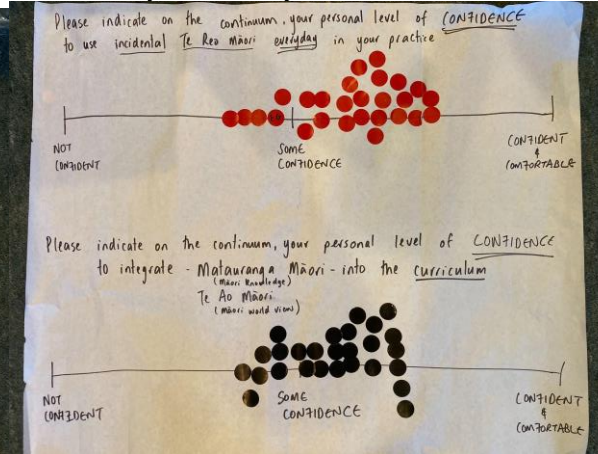 Please indicate on the continuum, your personal level of CONFIDENCE
to use incidental Te Reo Māori everyday in your practice
NOT
CONFIDENT
SOME
CONFIDENCE
CONFIDENT
&
COMFORTABLE
Please indicate on the continuum, your personal level of CONFIDENCE
to integrate - Matauranga Māori - into the curriculum
(Māori Knowledge)
Te Ao Māori
(māori world view)
NOT
CONFIDENT
SOME
CONFIDENCE
CONFIDENT
&
COMFORTABLE